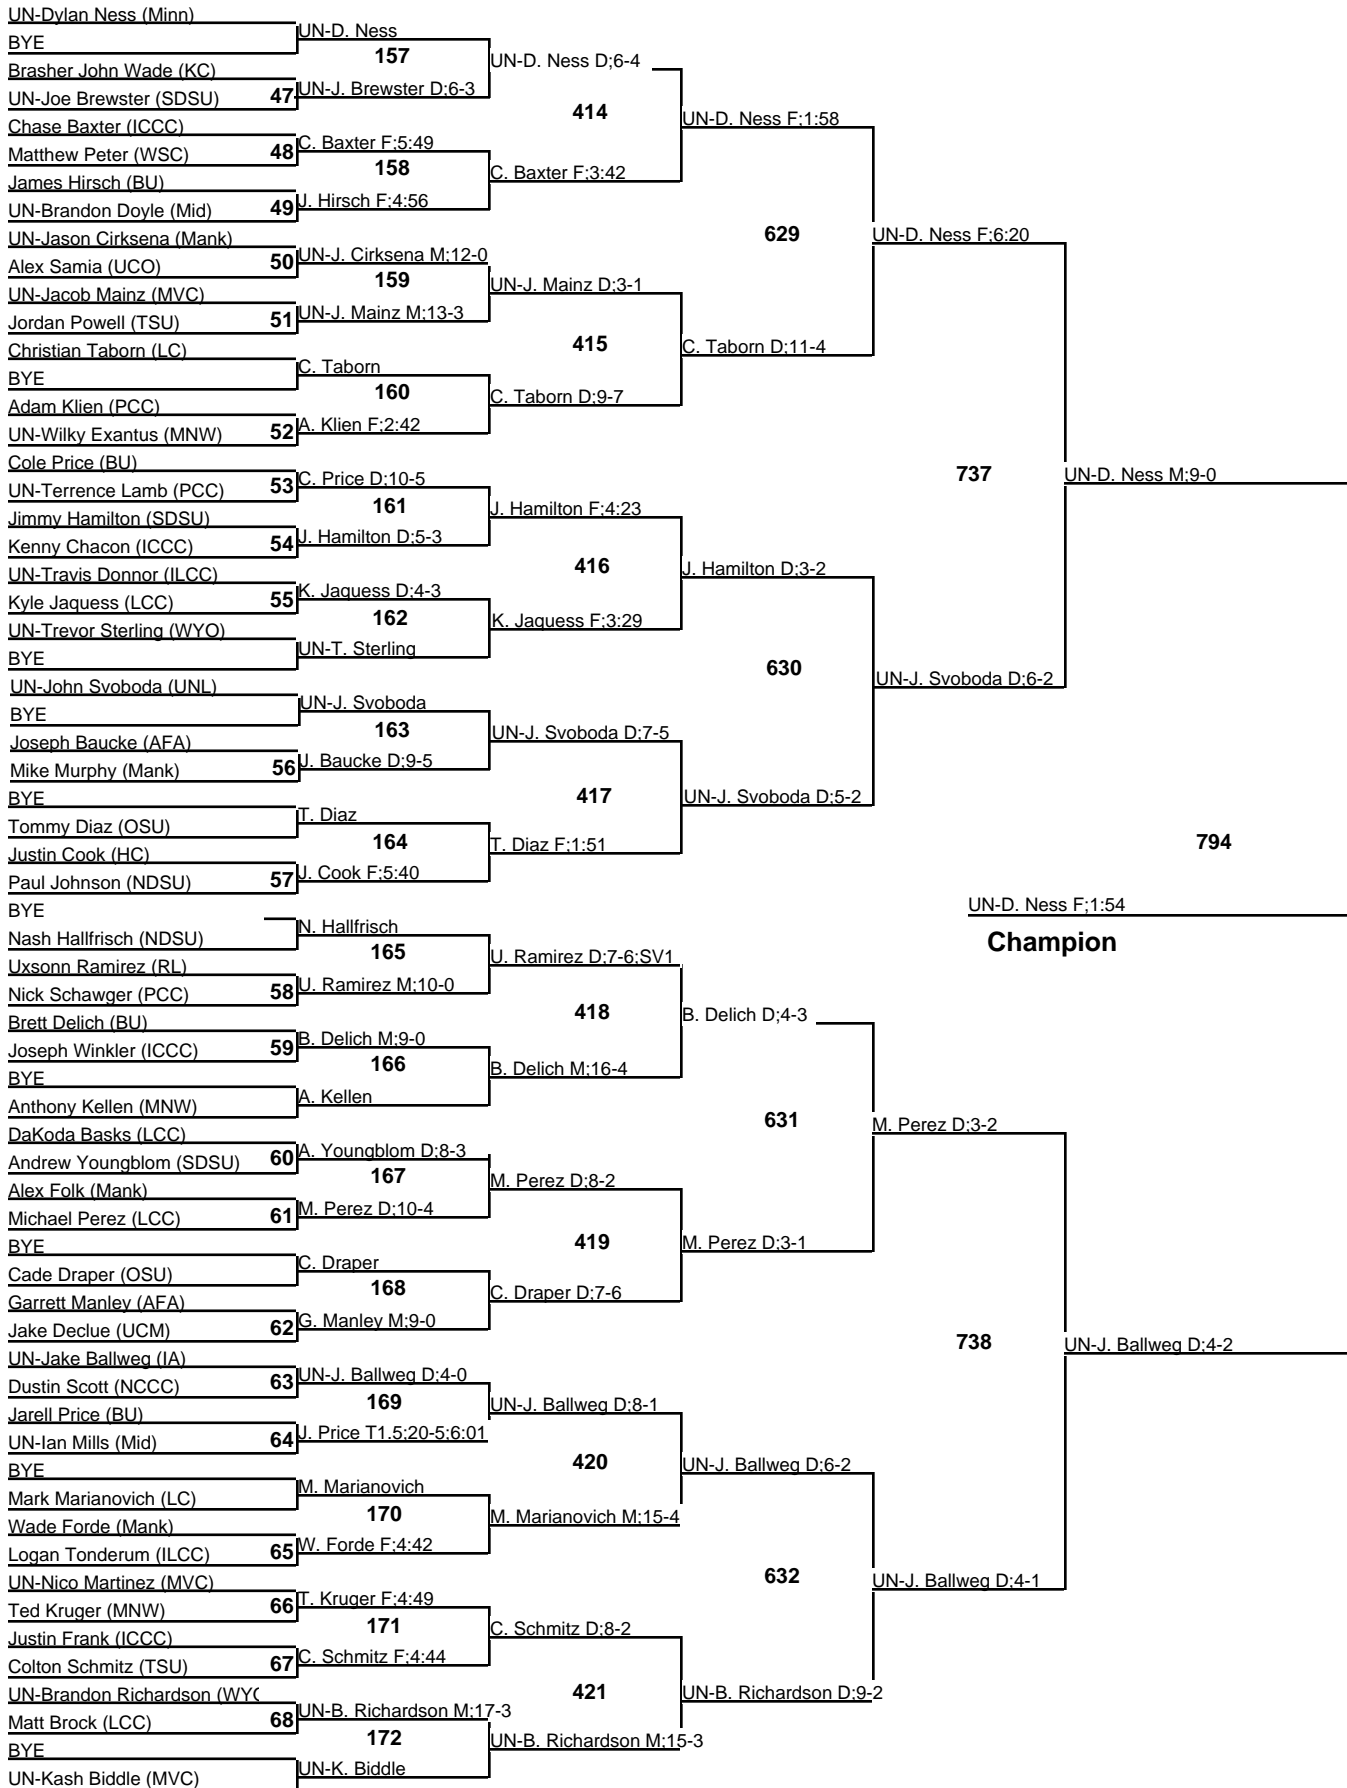 UN-Dylan Ness (Minn)
BYE
Brasher John Wade (KC)
UN-Joe Brewster (SDSU)
Chase Baxter (ICCC)
Matthew Peter (WSC)
James Hirsch (BU)
UN-Brandon Doyle (Mid)
UN-Jason Cirksena (Mank)
Alex Samia (UCO)
UN-Jacob Mainz (MVC)
Jordan Powell (TSU)
Christian Taborn (LC)
BYE
Adam Klien (PCC)
UN-Wilky Exantus (MNW)
Cole Price (BU)
UN-Terrence Lamb (PCC)
Jimmy Hamilton (SDSU)
Kenny Chacon (ICCC)
UN-Travis Donnor (ILCC)
Kyle Jaquess (LCC)
UN-Trevor Sterling (WYO)
BYE
UN-John Svoboda (UNL)
BYE
Joseph Baucke (AFA)
Mike Murphy (Mank)
BYE
Tommy Diaz (OSU)
Justin Cook (HC)
Paul Johnson (NDSU)
BYE
Nash Hallfrisch (NDSU)
Uxsonn Ramirez (RL)
Nick Schawger (PCC)
Brett Delich (BU)
Joseph Winkler (ICCC)
BYE
Anthony Kellen (MNW)
DaKoda Basks (LCC)
Andrew Youngblom (SDSU)
Alex Folk (Mank)
Michael Perez (LCC)
BYE
Cade Draper (OSU)
Garrett Manley (AFA)
Jake Declue (UCM)
UN-Jake Ballweg (IA)
Dustin Scott (NCCC)
Jarell Price (BU)
UN-Ian Mills (Mid)
BYE
Mark Marianovich (LC)
Wade Forde (Mank)
Logan Tonderum (ILCC)
UN-Nico Martinez (MVC)
Ted Kruger (MNW)
Justin Frank (ICCC)
Colton Schmitz (TSU)
UN-Brandon Richardson (WY
Matt Brock (LCC)
BYE
UN-Kash Biddle (MVC)
47
48
49
50
51
52
53
54
55
56
57
58
59
60
61
62
63
64
65
66
67
68
UN-D. Ness
157
UN-J. Brewster D;6-3
C. Baxter F;5:49
158
J. Hirsch F;4:56
UN-J. Cirksena M;12-0
159
UN-J. Mainz M;13-3
C. Taborn
160
A. Klien F;2:42
C. Price D;10-5
161
J. Hamilton D;5-3
K. Jaquess D;4-3
162
UN-T. Sterling
UN-J. Svoboda
163
J. Baucke D;9-5
T. Diaz
164
J. Cook F;5:40
N. Hallfrisch
165
U. Ramirez M;10-0
B. Delich M;9-0
166
A. Kellen
A. Youngblom D;8-3
167
M. Perez D;10-4
C. Draper
168
G. Manley M;9-0
UN-J. Ballweg D;4-0
169
J. Price T1.5;20-5;6:01
M. Marianovich
170
W. Forde F;4:42
T. Kruger F;4:49
171
C. Schmitz F;4:44
UN-B. Richardson M;17-3
172
UN-K. Biddle
UN-D. Ness D;6-4
414
C. Baxter F;3:42
UN-J. Mainz D;3-1
415
C. Taborn D;9-7
J. Hamilton F;4:23
416
K. Jaquess F;3:29
UN-J. Svoboda D;7-5
417
T. Diaz F;1:51
U. Ramirez D;7-6;SV1
418
B. Delich M;16-4
M. Perez D;8-2
419
C. Draper D;7-6
UN-J. Ballweg D;8-1
420
M. Marianovich M;15-4
C. Schmitz D;8-2
421
UN-B. Richardson M;15-3
UN-D. Ness F;1:58
629
C. Taborn D;11-4
J. Hamilton D;3-2
630
UN-J. Svoboda D;5-2
B. Delich D;4-3
631
M. Perez D;3-1
UN-J. Ballweg D;6-2
632
UN-B. Richardson D;9-2
UN-D. Ness F;6:20
737
UN-J. Svoboda D;6-2
M. Perez D;3-2
738
UN-J. Ballweg D;4-1
UN-D. Ness M;9-0
794
UN-J. Ballweg D;4-2
UN-D. Ness F;1:54
Champion